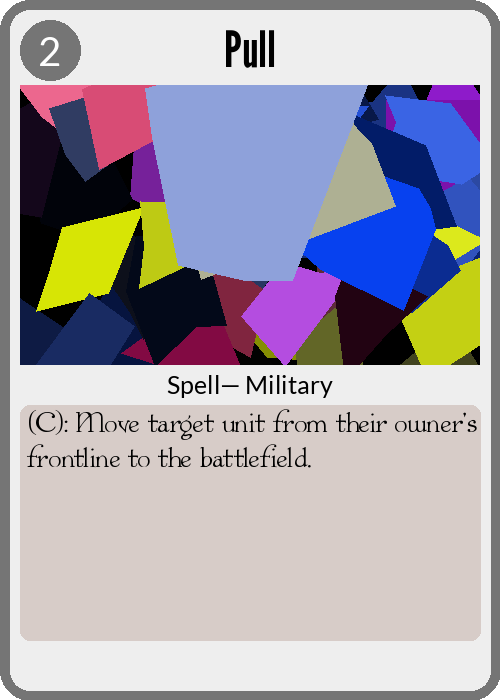 2
Pull
Spell— Military
(C): Move target unit from their owner's
frontline to the battlefield.